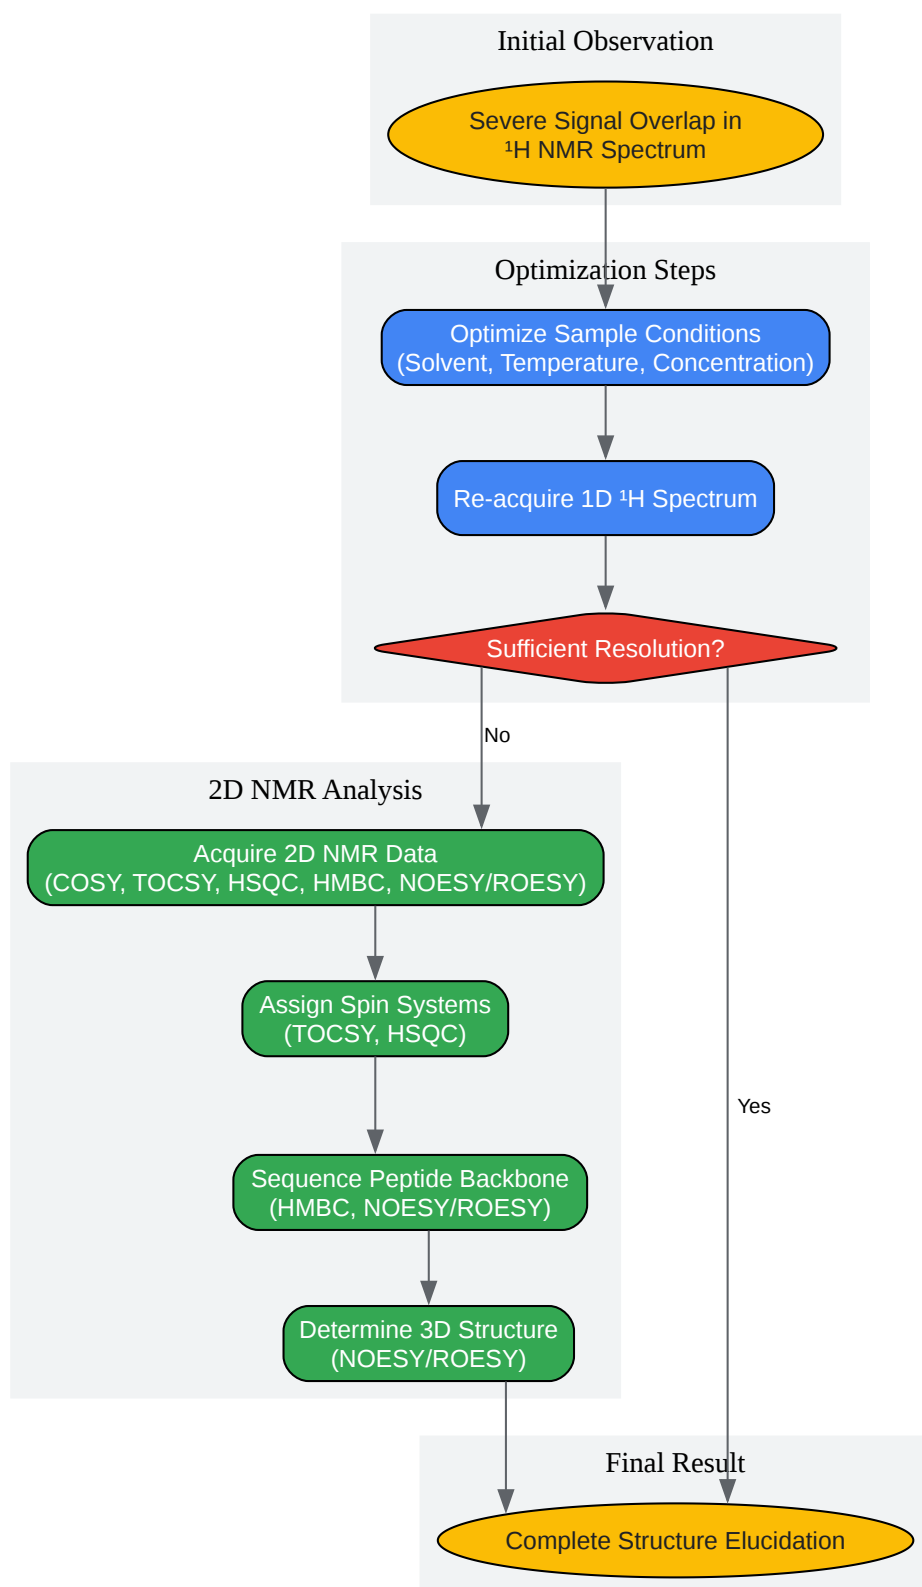 Initial Observation
Severe Signal Overlap in
¹H NMR Spectrum
Optimization Steps
Optimize Sample Conditions
(Solvent, Temperature, Concentration)
Re-acquire 1D ¹H Spectrum
Sufficient Resolution?
No
2D NMR Analysis
Acquire 2D NMR Data
(COSY, TOCSY, HSQC, HMBC, NOESY/ROESY)
Assign Spin Systems
(TOCSY, HSQC)
Yes
Sequence Peptide Backbone
(HMBC, NOESY/ROESY)
Determine 3D Structure
(NOESY/ROESY)
Final Result
Complete Structure Elucidation